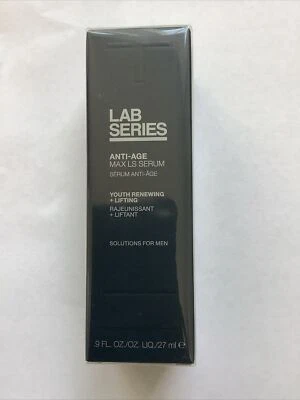 LAB
SERIES
ANTI-AGE
MAX LS SERUM
SÉRUM ANTI-ÂGE
YOUTH RENEWING
+ LIFTING
RAJEUNISSANT
+ LIFTANT
SOLUTIONS FOR MEN
.9 FL. OZ./OZ. LIQ./27 ml ℮